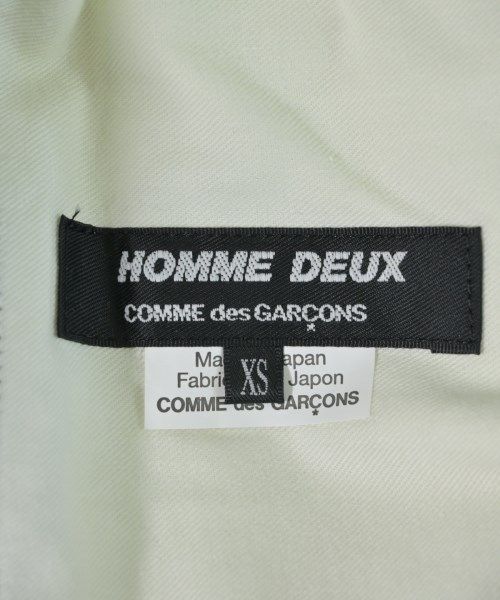 HOMME DEUX
COMME des GARÇONS
Ma XS apan
Fabri Japon
COMME des GARÇONS